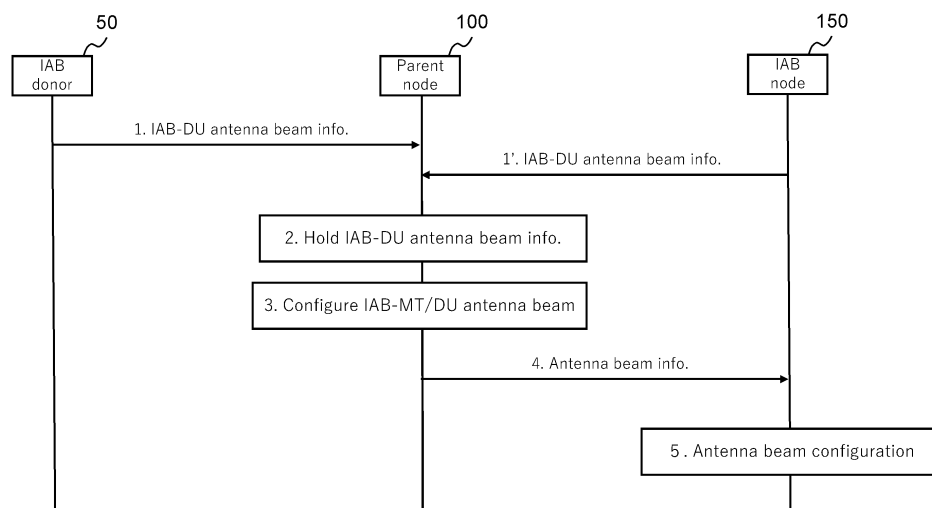 50
100
150
IAB
donor
Parent
node
IAB
node
1. IAB-DU antenna beam info.
1'. IAB-DU antenna beam info.
2. Hold IAB-DU antenna beam info.
3. Configure IAB-MT/DU antenna beam
4. Antenna beam info.
5. Antenna beam configuration